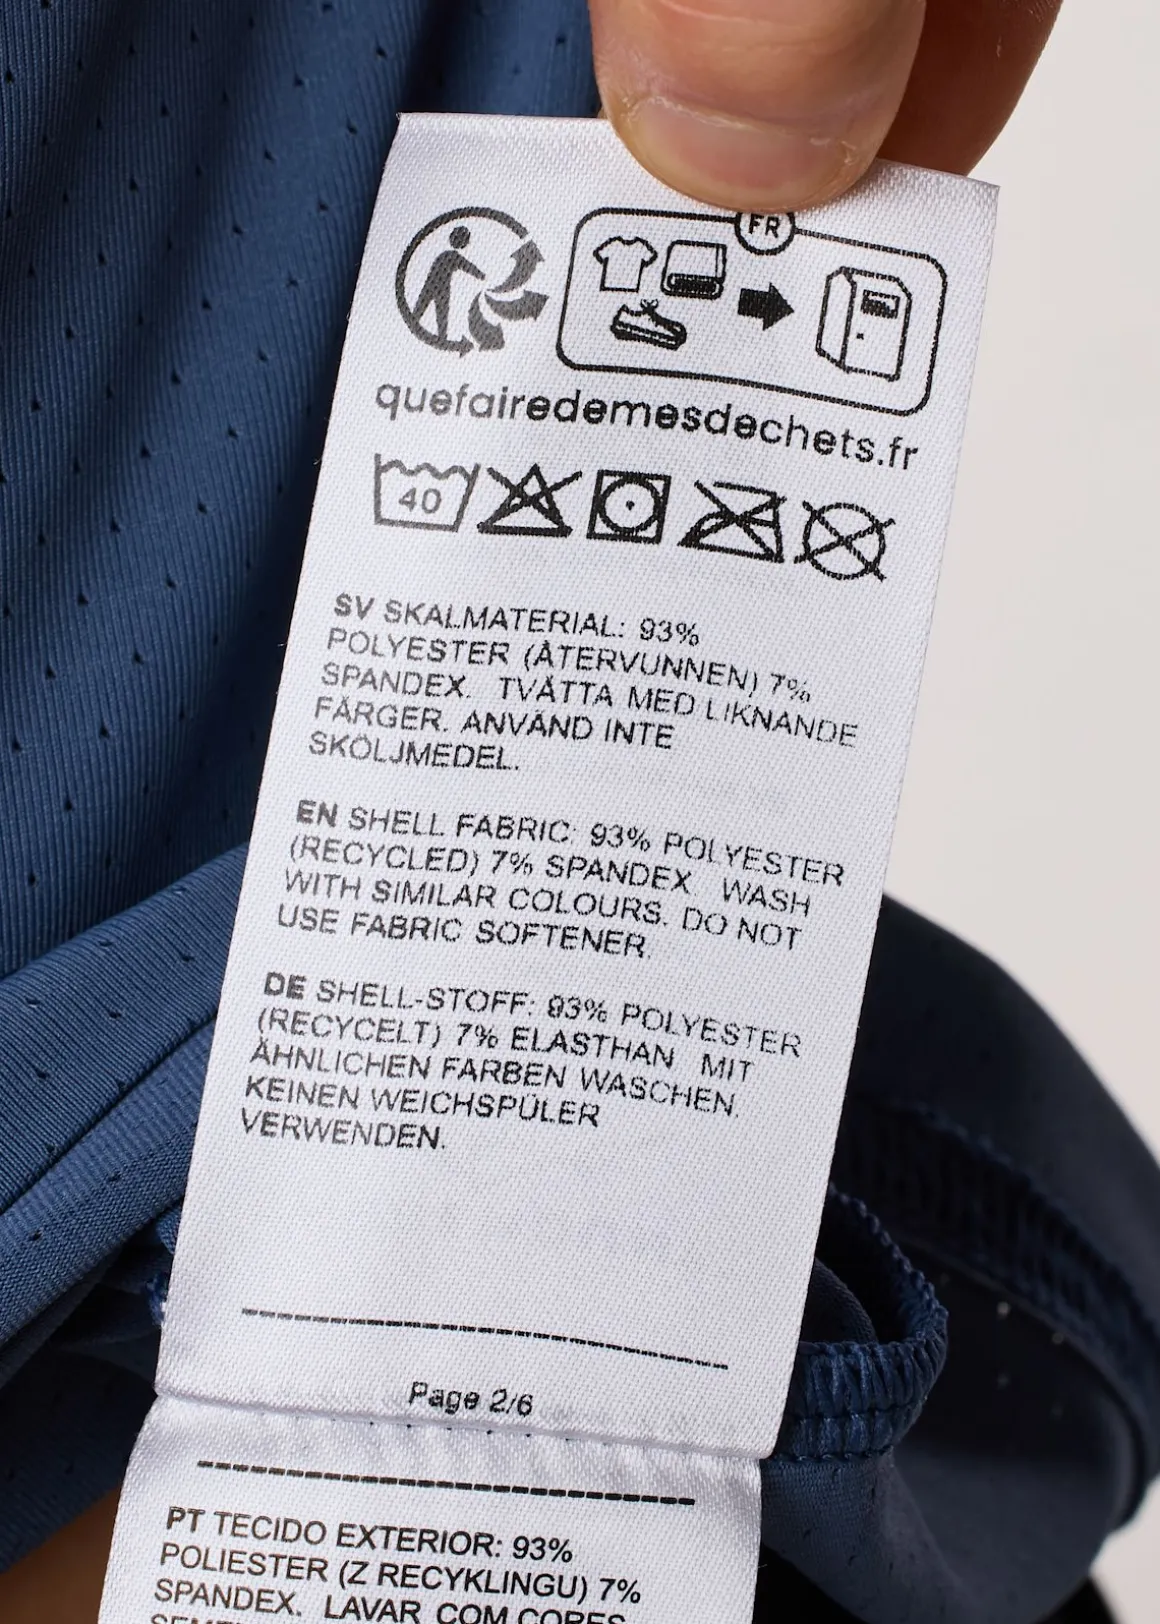 FR
quefairedemesdechets.fr
40
SV SKALMATERIAL: 93%
POLYESTER (ÅTERVUNNEN) 7%
SPANDEX. TVÄTTA MED LIKNANDE
FÄRGER. ANVÄND INTE
SKÖLJMEDEL.
EN SHELL FABRIC: 93% POLYESTER
(RECYCLED) 7% SPANDEX WASH
WITH SIMILAR COLOURS. DO NOT
USE FABRIC SOFTENER.
DE SHELL-STOFF: 93% POLYESTER
(RECYCELT) 7% ELASTHAN MIT
ÄHNLICHEN FARBEN WASCHEN.
KEINEN WEICHSPÜLER
VERWENDEN.
Page 2/6
PT TECIDO EXTERIOR: 93%
POLIESTER (Z RECYKLINGU) 7%
SPANDEX. LAVAR COM CORES